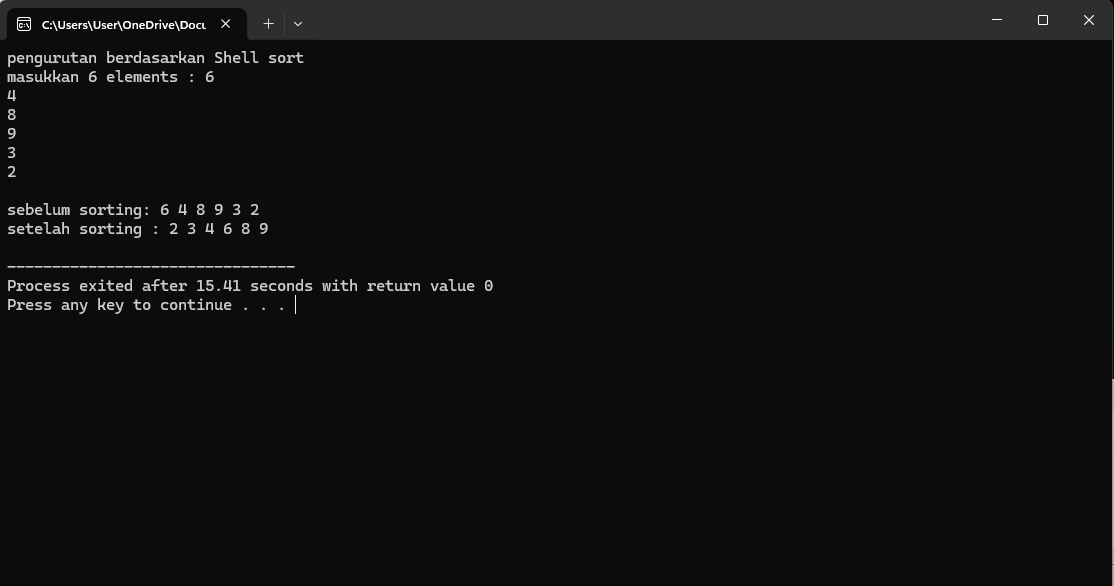 C:\Users\User\OneDrive\Docu
pengurutan berdasarkan Shell sort
masukkan 6 elements : 6
4
8
9
3
2
sebelum sorting: 6 4 8 9 3 2
setelah sorting : 2 3 4 6 8 9
--------------------------------
Process exited after 15.41 seconds with return value 0
Press any key to continue . . .